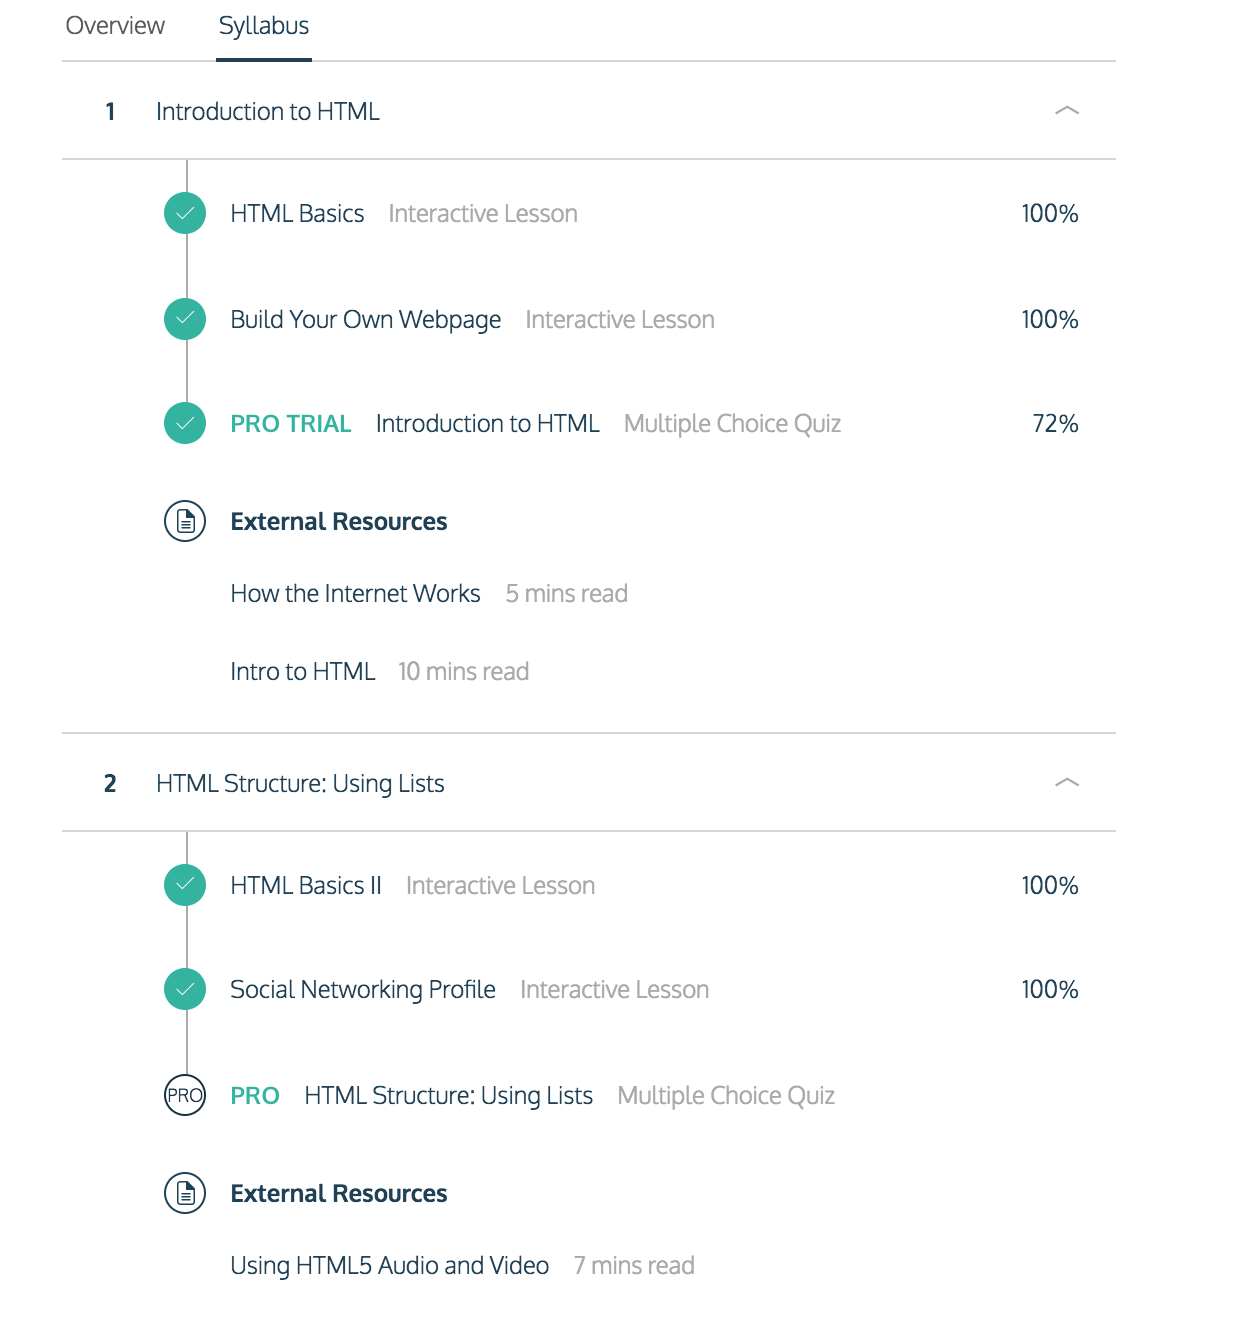 Overview Syllabus
1 Introduction to HTML
HTML Basics Interactive Lesson 100%
Build Your Own Webpage Interactive Lesson 100%
PRO TRIAL Introduction to HTML Multiple Choice Quiz 72%
External Resources
How the Internet Works 5 mins read
Intro to HTML 10 mins read
2 HTML Structure: Using Lists
HTML Basics II Interactive Lesson 100%
Social Networking Profile Interactive Lesson 100%
PRO PRO HTML Structure: Using Lists Multiple Choice Quiz
External Resources
Using HTML5 Audio and Video 7 mins read